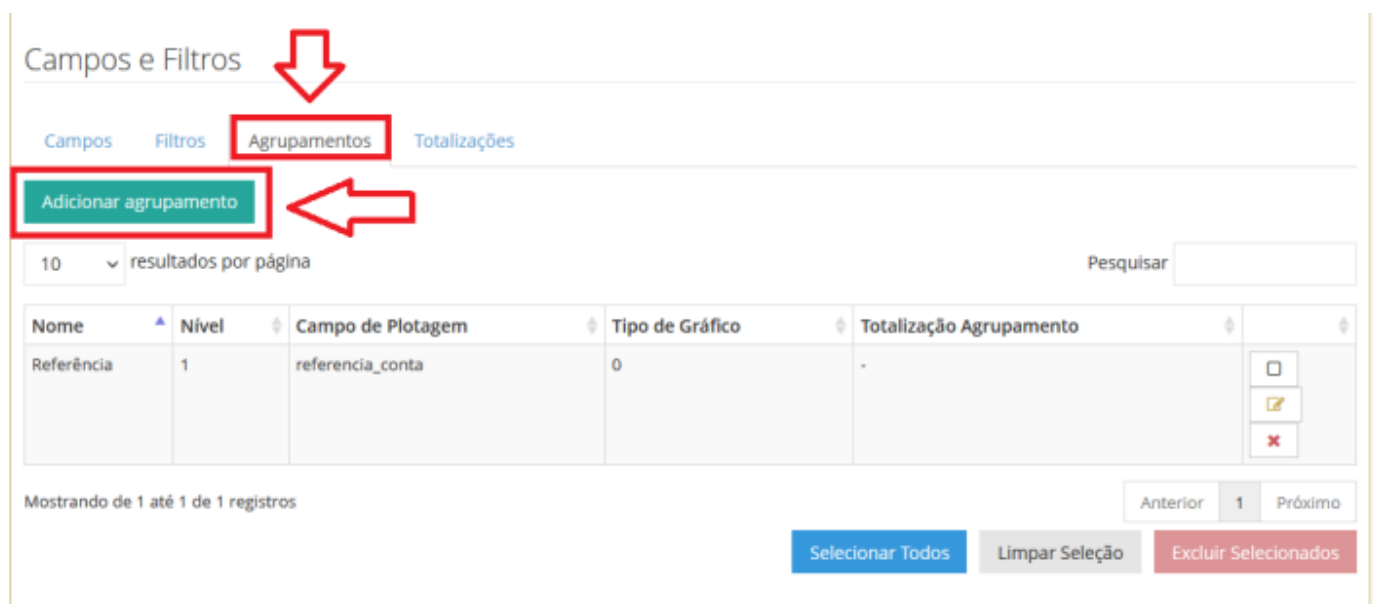 Campos e Filtros
Campos Filtros Agrupamentos Totalizações
Adicionar agrupamento
10 resultados por página Pesquisar
Nome Nível Campo de Plotagem Tipo de Gráfico Totalização Agrupamento
Referência 1 referencia_conta 0 -
Mostrando de 1 até 1 de 1 registros
Anterior 1 Próximo
Selecionar Todos Limpar Seleção Excluir Selecionados